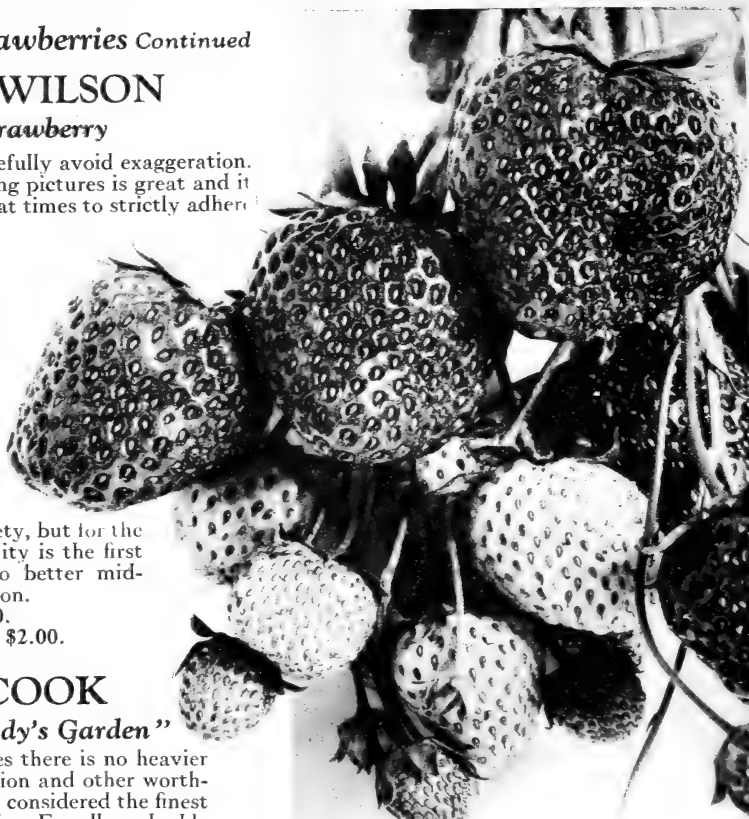 awberries Continued
WILSON
rawberry
efully avoid exaggeration.
ng pictures is great and it
at times to strictly adhere
ety, but for the
ity is the first
o better mid-
on.
0.
$2.00.
COOK
dy's Garden"
es there is no heavier
ion and other worth-
considered the finest